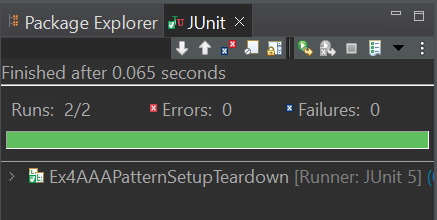 Package Explorer JUnit
Finished after 0.065 seconds
Runs: 2/2 Errors: 0 Failures: 0
Ex4AAAPatternSetupTeardown [Runner: JUnit 5] (